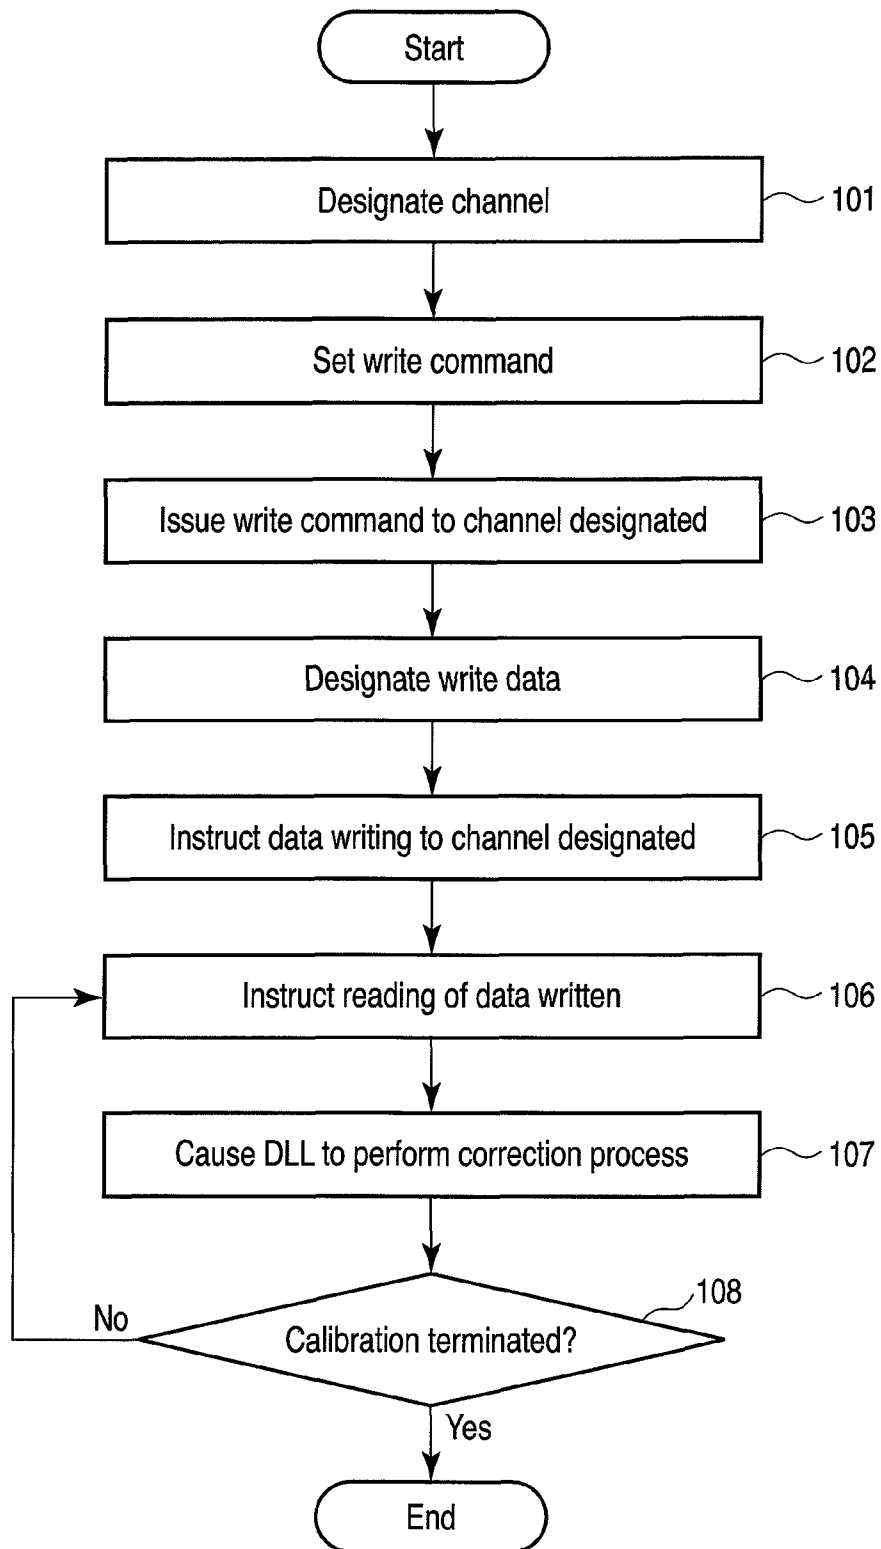 Start
Designate channel
101
Set write command
102
Issue write command to channel designated
103
Designate write data
104
Instruct data writing to channel designated
105
Instruct reading of data written
106
Cause DLL to perform correction process
107
108
Calibration terminated?
No
Yes
End